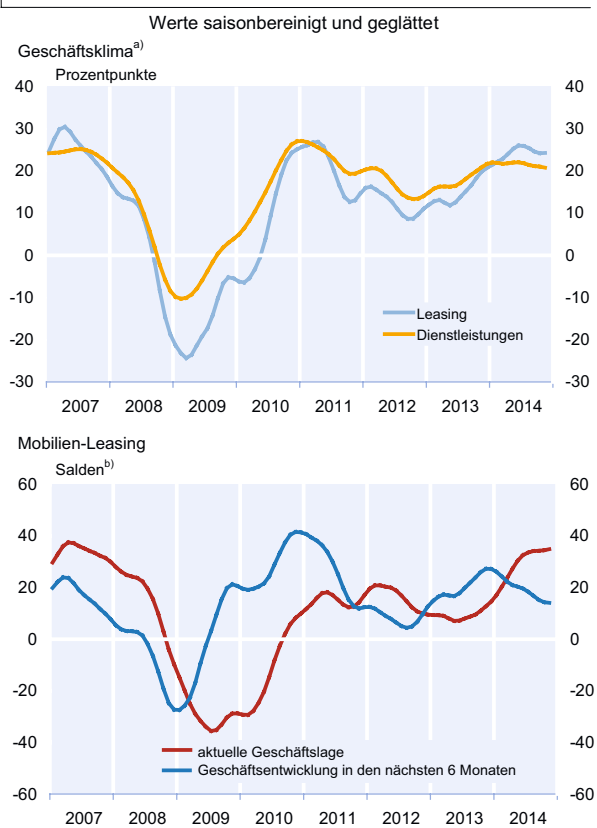 Werte saisonbereinigt und geglättet
Geschäftsklima a)
Prozentpunkte
40 40
30 30
20 20
10 10
0 0
-10 -10
-20 -20
-30 -30
Leasing
Dienstleistungen
2007 2008 2009 2010 2011 2012 2013 2014
Mobilien-Leasing
Salden b)
60 60
40 40
20 20
0 0
-20 -20
-40 -40
-60 -60
aktuelle Geschäftslage
Geschäftsentwicklung in den nächsten 6 Monaten
2007 2008 2009 2010 2011 2012 2013 2014